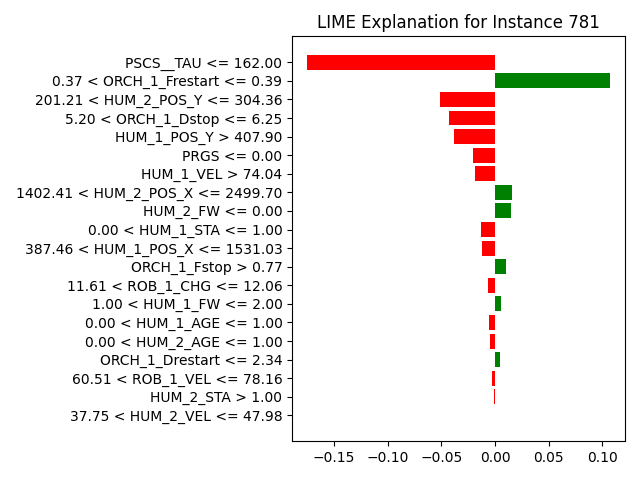 LIME Explanation for Instance 781
PSCS__TAU <= 162.00
0.37 < ORCH_1_Frestart <= 0.39
201.21 < HUM_2_POS_Y <= 304.36
5.20 < ORCH_1_Dstop <= 6.25
HUM_1_POS_Y > 407.90
PRGS <= 0.00
HUM_1_VEL > 74.04
1402.41 < HUM_2_POS_X <= 2499.70
HUM_2_FW <= 0.00
0.00 < HUM_1_STA <= 1.00
387.46 < HUM_1_POS_X <= 1531.03
ORCH_1_Fstop > 0.77
11.61 < ROB_1_CHG <= 12.06
1.00 < HUM_1_FW <= 2.00
0.00 < HUM_1_AGE <= 1.00
0.00 < HUM_2_AGE <= 1.00
ORCH_1_Drestart <= 2.34
60.51 < ROB_1_VEL <= 78.16
HUM_2_STA > 1.00
37.75 < HUM_2_VEL <= 47.98
−0.15 −0.10 −0.05 0.00 0.05 0.10